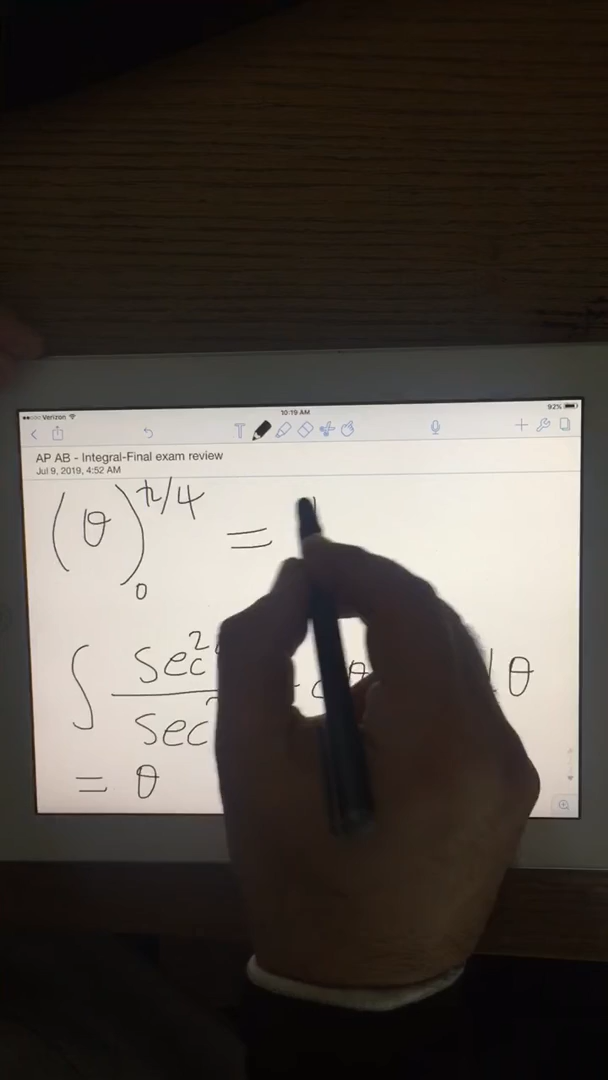 Verizon 10:19 AM 92%
T
AP AB - Integral-Final exam review
Jul 9, 2019, 4:52 AM
(θ)₀^π/4 =
∫ sec²
sec θ
= θ